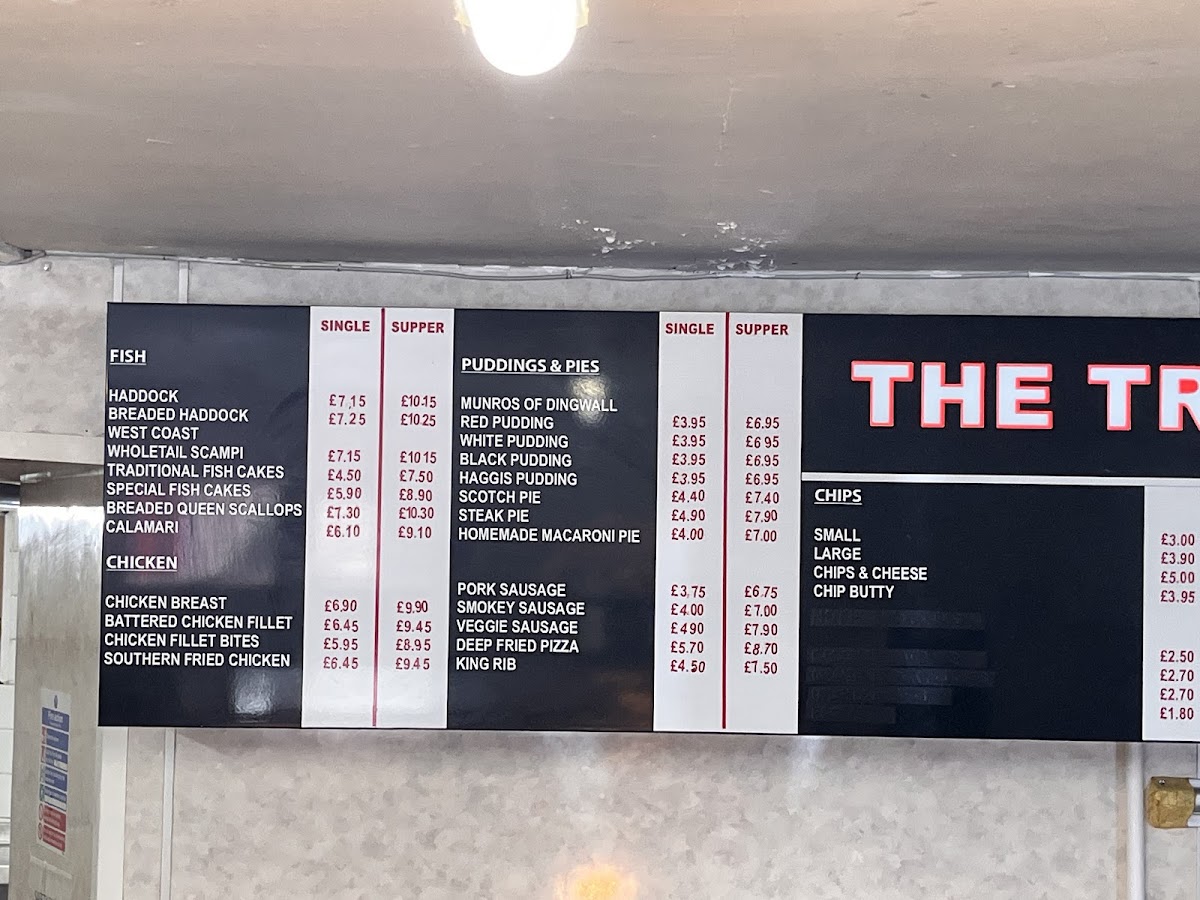 SINGLE SUPPER
FISH
HADDOCK £7.15 £10.15
BREADED HADDOCK £7.25 £10.25
WEST COAST
WHOLETAIL SCAMPI £7.15 £10.15
TRADITIONAL FISH CAKES £4.50 £7.50
SPECIAL FISH CAKES £5.90 £8.90
BREADED QUEEN SCALLOPS £7.30 £10.30
CALAMARI £6.10 £9.10
CHICKEN
CHICKEN BREAST £6.90 £9.90
BATTERED CHICKEN FILLET £6.45 £9.45
CHICKEN FILLET BITES £5.95 £8.95
SOUTHERN FRIED CHICKEN £6.45 £9.45
SINGLE SUPPER
PUDDINGS & PIES
MUNROS OF DINGWALL
RED PUDDING £3.95 £6.95
WHITE PUDDING £3.95 £6.95
BLACK PUDDING £3.95 £6.95
HAGGIS PUDDING £3.95 £6.95
SCOTCH PIE £4.40 £7.40
STEAK PIE £4.90 £7.90
HOMEMADE MACARONI PIE £4.00 £7.00
PORK SAUSAGE £3.75 £6.75
SMOKEY SAUSAGE £4.00 £7.00
VEGGIE SAUSAGE £4.90 £7.90
DEEP FRIED PIZZA £5.70 £8.70
KING RIB £4.50 £7.50
THE TR
CHIPS
SMALL £3.00
LARGE £3.90
CHIPS & CHEESE £5.00
CHIP BUTTY £3.95
£2.50
£2.70
£2.70
£1.80